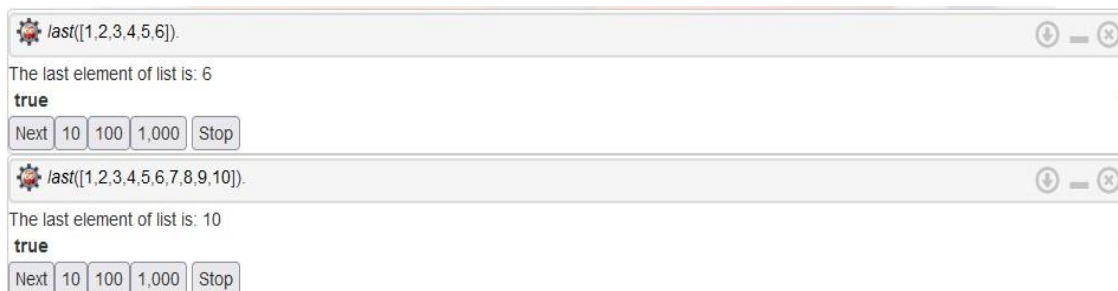 last([1,2,3,4,5,6]).
The last element of list is: 6
true
Next 10 100 1,000 Stop
last([1,2,3,4,5,6,7,8,9,10]).
The last element of list is: 10
true
Next 10 100 1,000 Stop